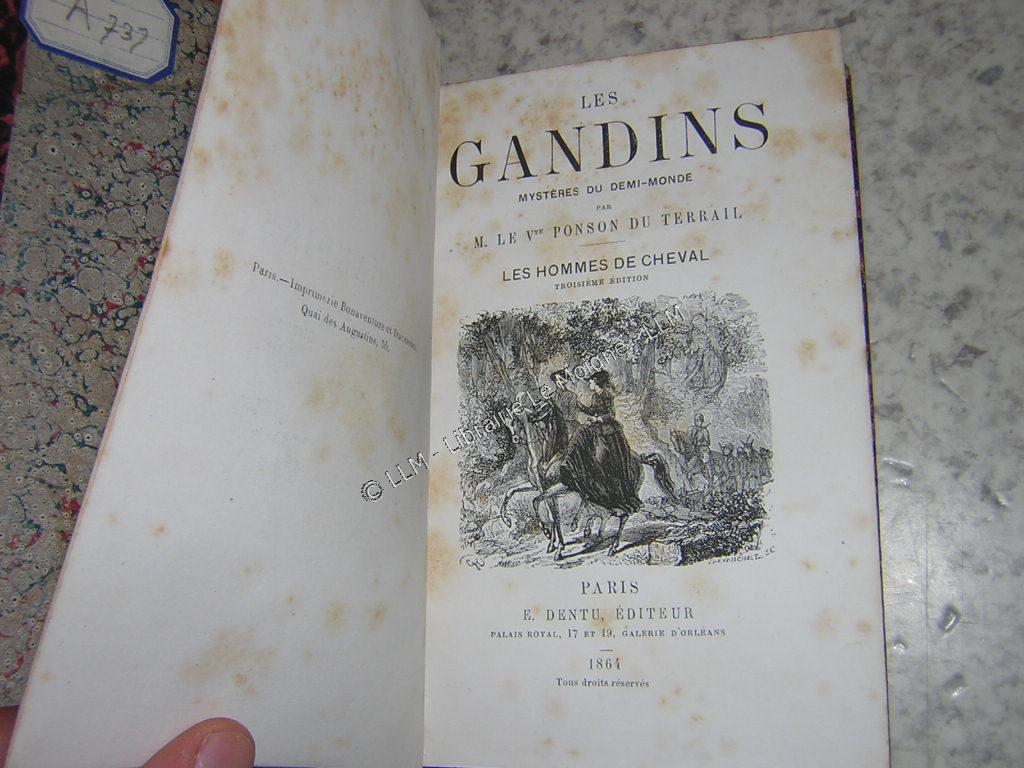 A 737
Paris.—Imprimerie Bonaventure et
Quai des Augustins, 55.
LES
GANDINS
MYSTÈRES DU DEMI-MONDE
PAR
M. LE Vte PONSON DU TERRAIL
LES HOMMES DE CHEVAL
TROISIÈME ÉDITION
© LLM - Librairie Le Moione - LLM
PARIS
E. DENTU, ÉDITEUR
PALAIS ROYAL, 17 ET 19, GALERIE D'ORLÉANS
1864
Tous droits réservés